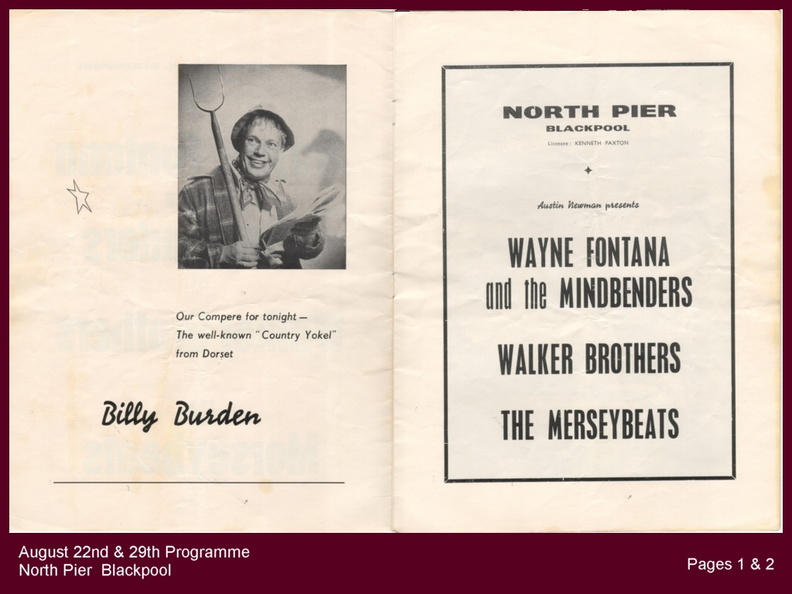 Our Compere for tonight —
The well-known "Country Yokel"
from Dorset
Billy Burden
NORTH PIER
BLACKPOOL
Licensee: KENNETH PAXTON
Austin Newman presents
WAYNE FONTANA
and the MINDBENDERS
WALKER BROTHERS
THE MERSEYBEATS
August 22nd & 29th Programme
North Pier Blackpool
Pages 1 & 2